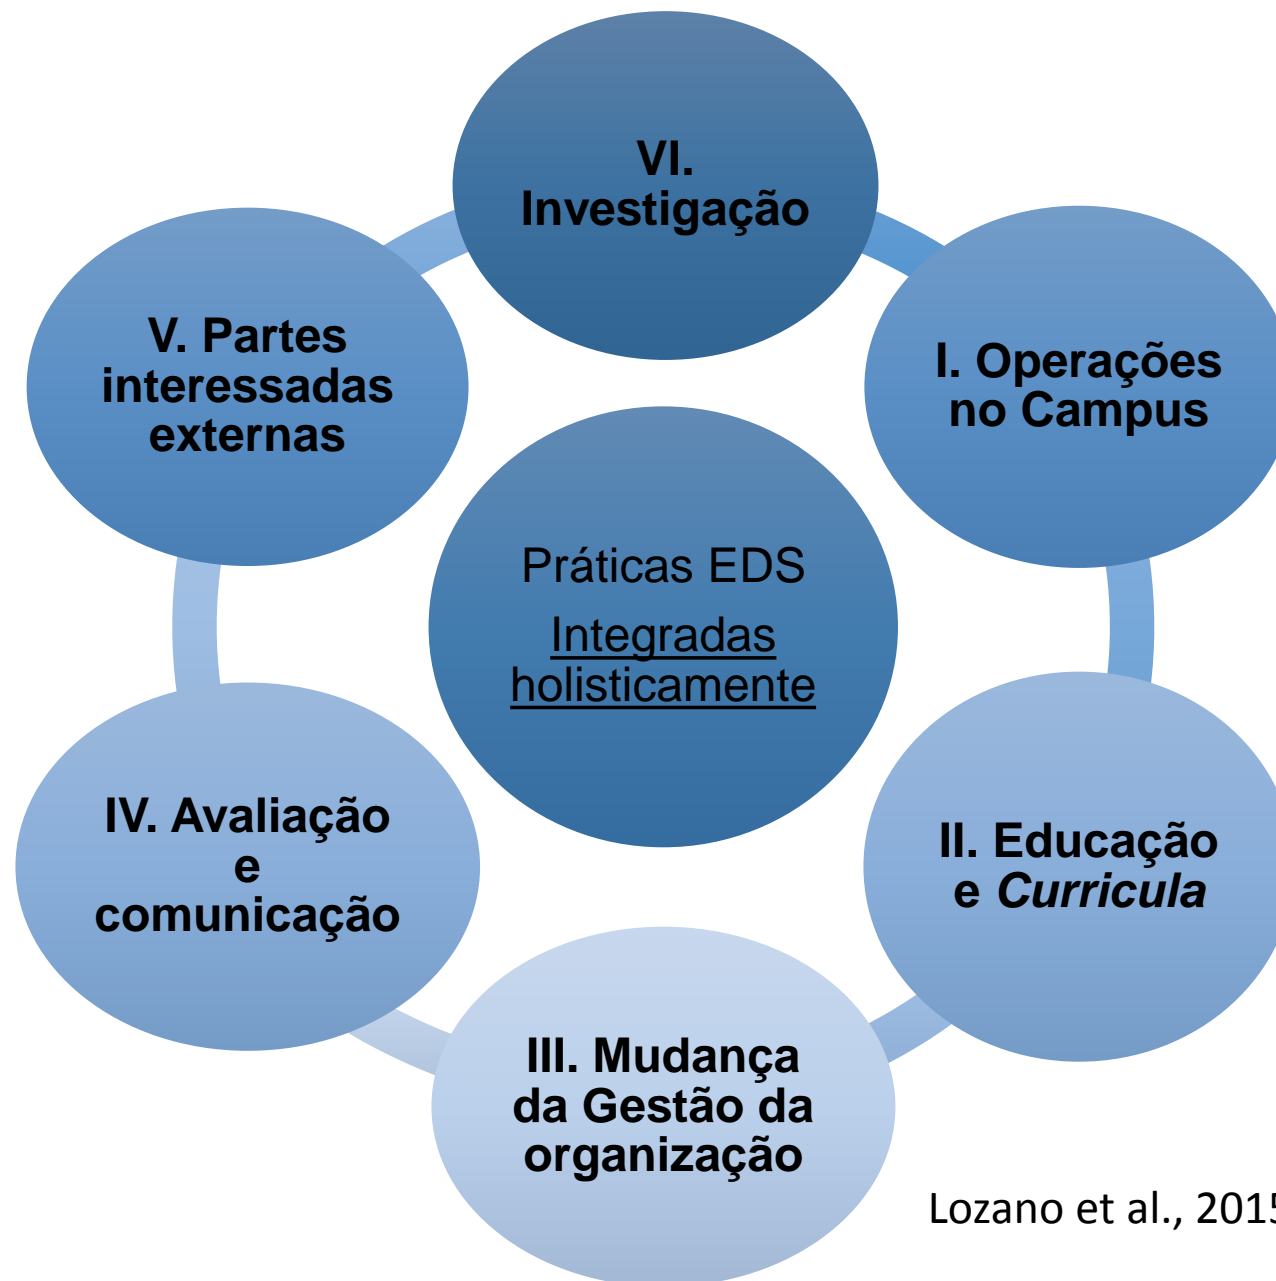 VI.
Investigação
I. Operações
no Campus
II. Educação
e Curricula
III. Mudança
da Gestão da
organização
IV. Avaliação
e
comunicação
V. Partes
interessadas
externas
Práticas EDS
Integradas
holisticamente
Lozano et al., 2015